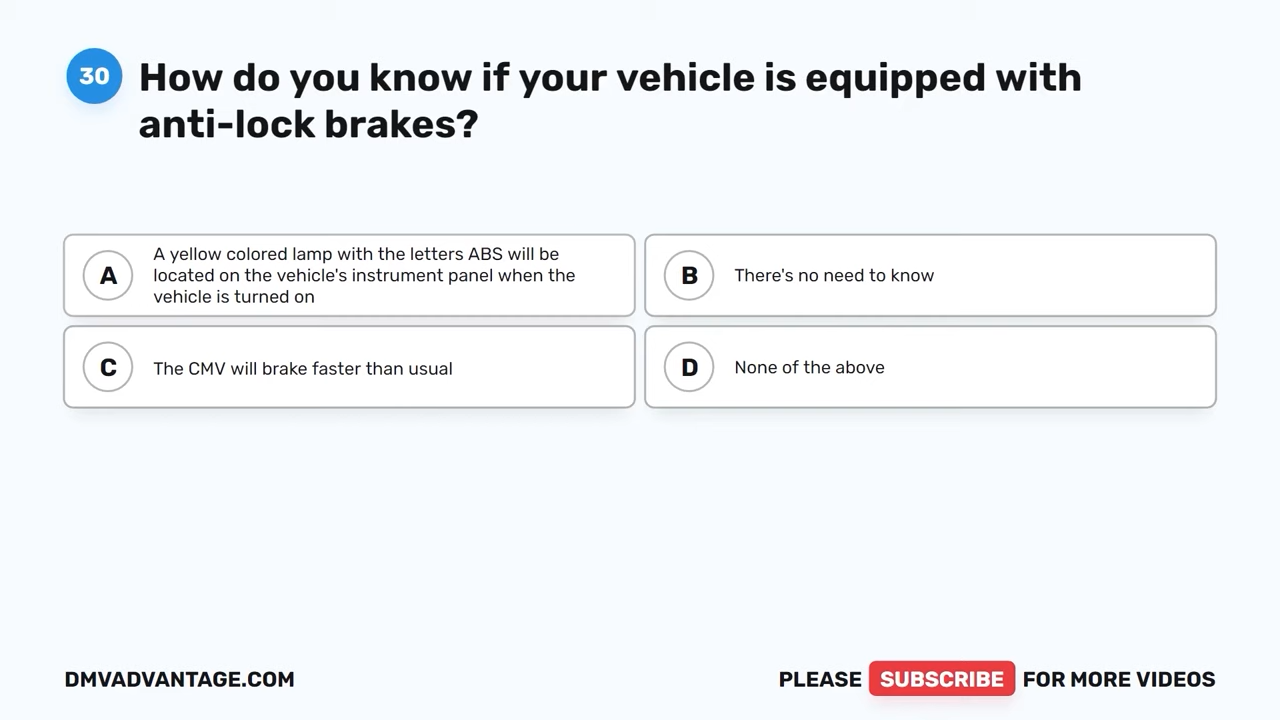 30
How do you know if your vehicle is equipped with
anti-lock brakes?
A
A yellow colored lamp with the letters ABS will be
located on the vehicle's instrument panel when the
vehicle is turned on
B
There's no need to know
C
The CMV will brake faster than usual
D
None of the above
DMVADVANTAGE.COM
PLEASE SUBSCRIBE FOR MORE VIDEOS